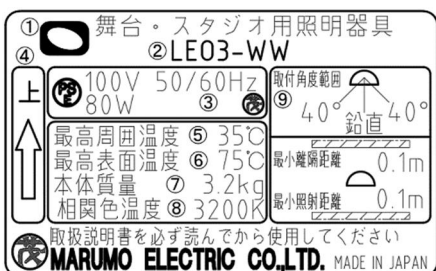 ① 舞台・スタジオ用照明器具
② LE03-WW
④ 上
PSE 100V 50/60Hz
80W ③ 茂
最高周囲温度 ⑤ 35℃
最高表面温度 ⑥ 75℃
本体質量 ⑦ 3.2kg
相関色温度 ⑧ 3200K
取付角度範囲
⑨ 40° 鉛直 40°
最小離隔距離 0.1m
最小照射距離 0.1m
茂 取扱説明書を必ず読んでから使用してください
MARUMO ELECTRIC CO.,LTD. MADE IN JAPAN